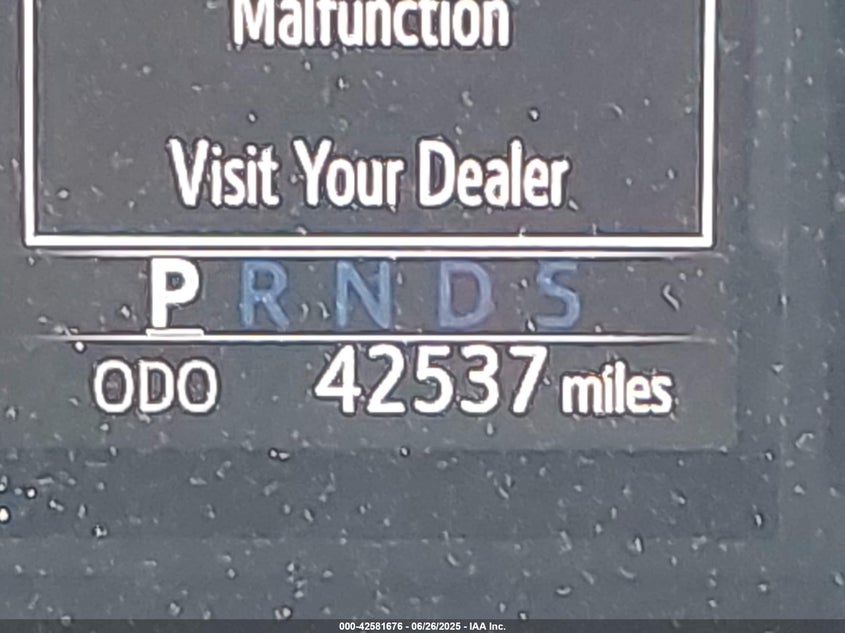 Malfunction
Visit Your Dealer
P R N D S
ODO 42537 miles
000-42581676 - 06/26/2025 - IAA Inc.